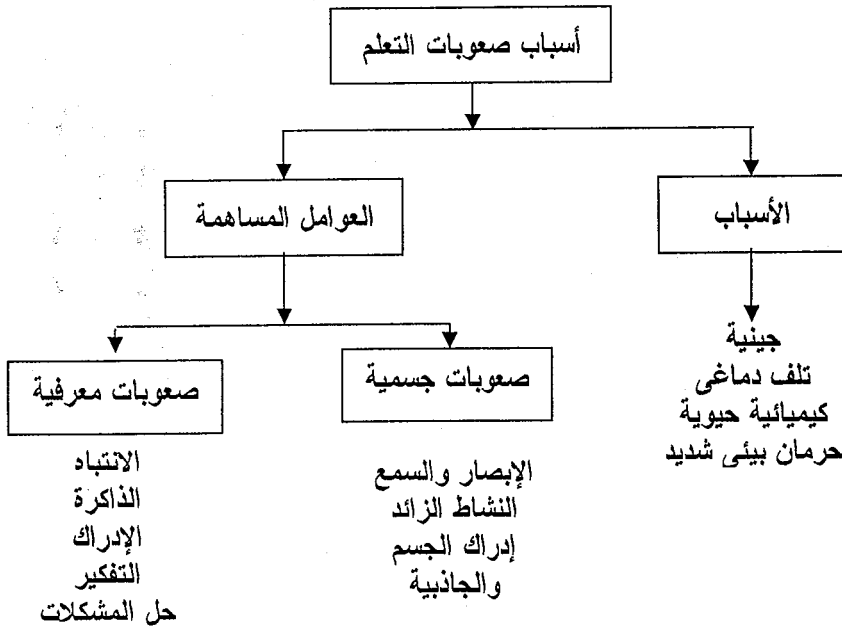 أسباب صعوبات التعلم
الأسباب
العوامل المساهمة
جينية
تلف دماغى
كيميائية حيوية
حرمان بيئى شديد
صعوبات جسمية
الإبصار والسمع
النشاط الزائد
إدراك الجسم
والجاذبية
صعوبات معرفية
الانتباه
الذاكرة
الإدراك
التفكير
حل المشكلات